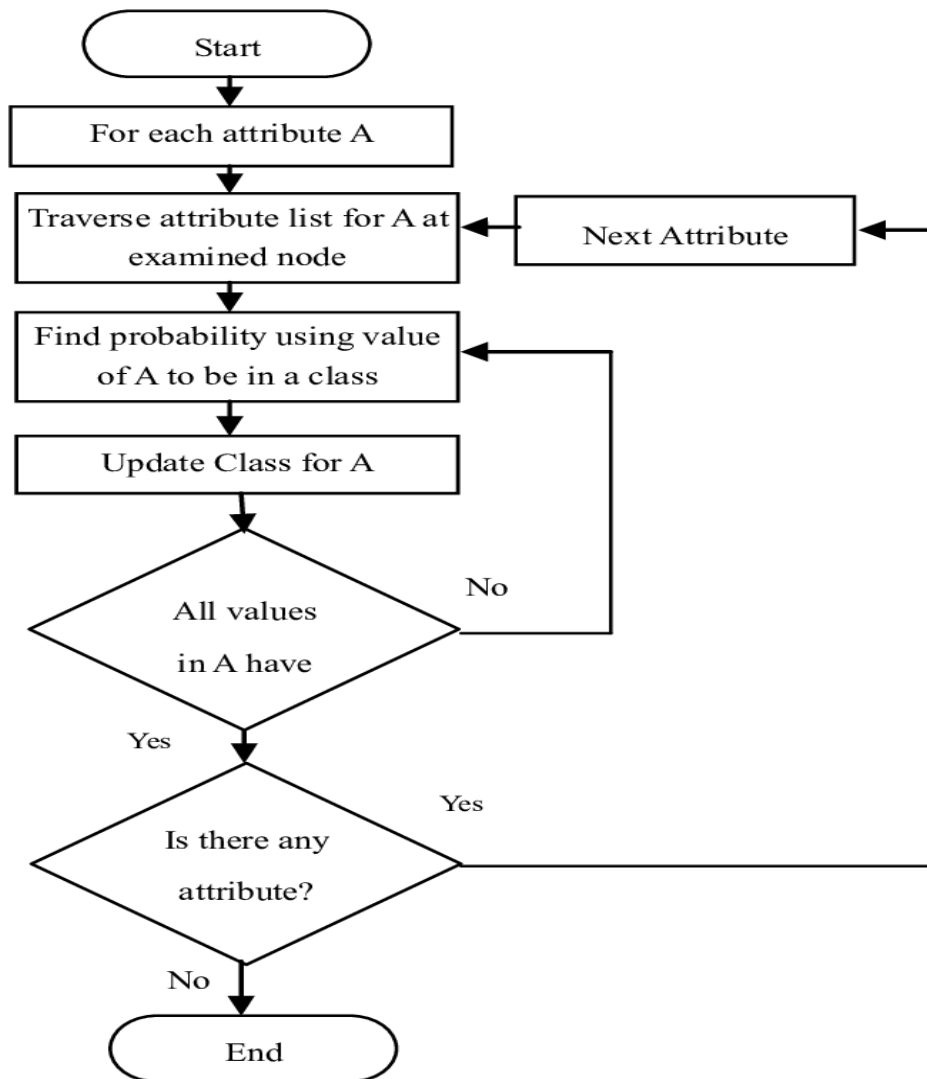 Start
For each attribute A
Traverse attribute list for A at
examined node
Next Attribute
Find probability using value
of A to be in a class
Update Class for A
No
All values
in A have
Yes
Yes
Is there any
attribute?
No
End